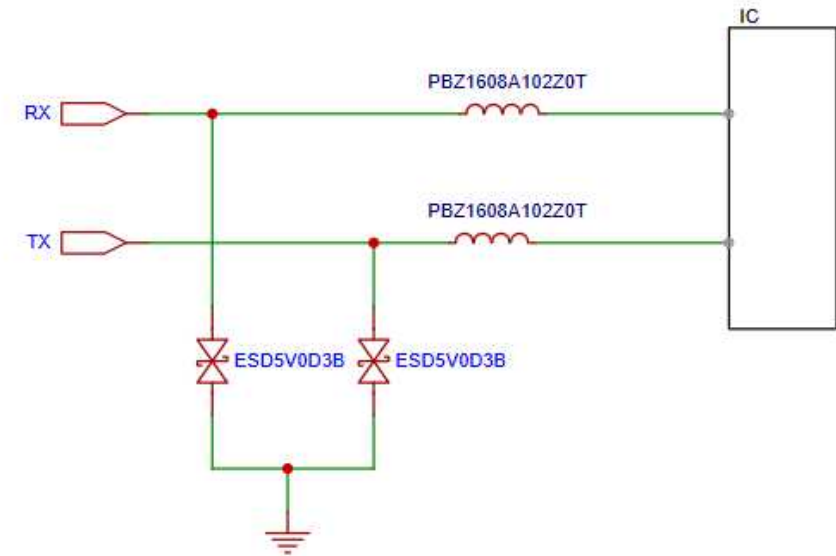 IC
PBZ1608A102Z0T
RX
PBZ1608A102Z0T
TX
ESD5V0D3B
ESD5V0D3B